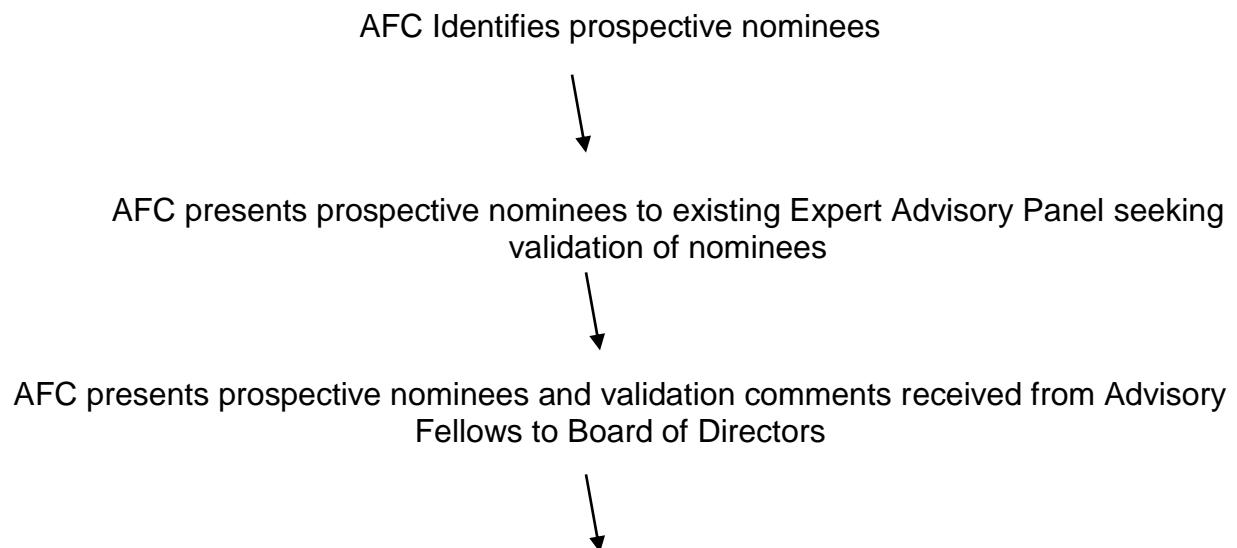 AFC Identifies prospective nominees
AFC presents prospective nominees to existing Expert Advisory Panel seeking
validation of nominees
AFC presents prospective nominees and validation comments received from Advisory
Fellows to Board of Directors